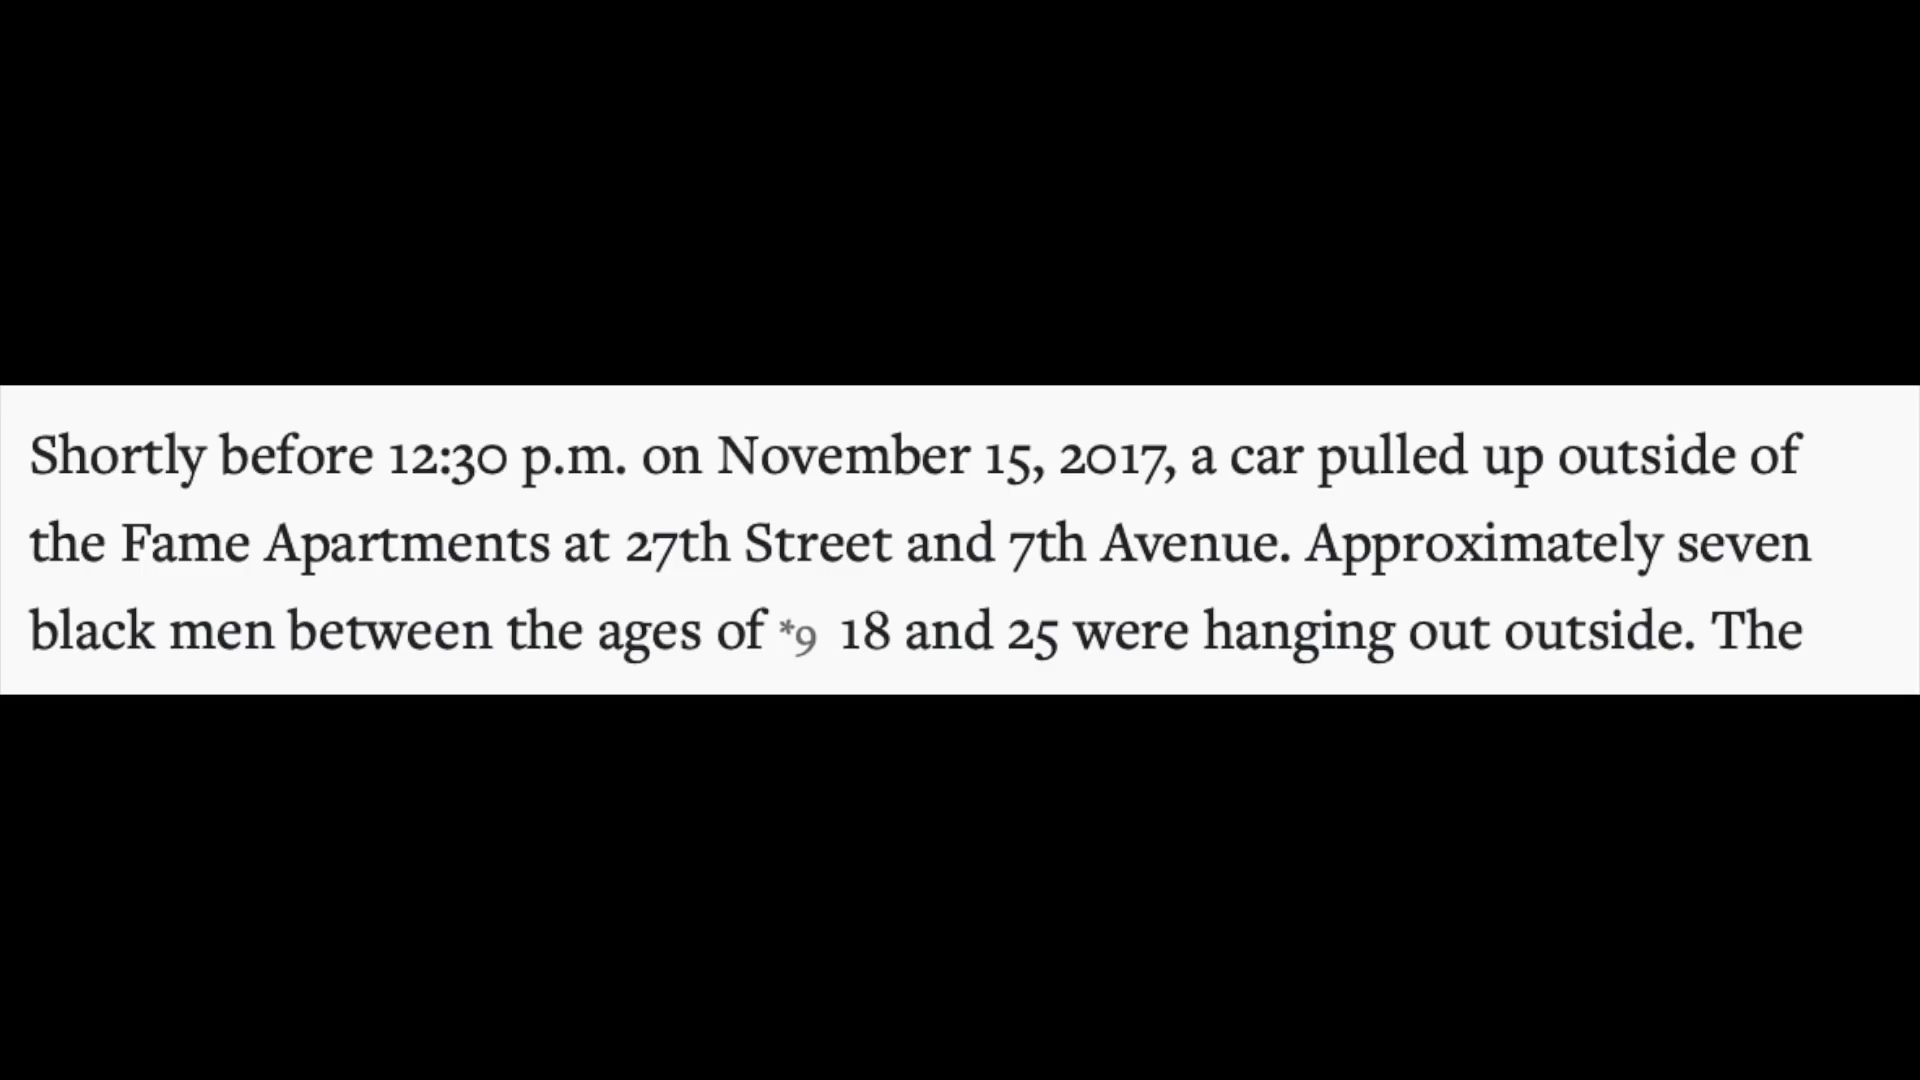 Shortly before 12:30 p.m. on November 15, 2017, a car pulled up outside of
the Fame Apartments at 27th Street and 7th Avenue. Approximately seven
black men between the ages of *9 18 and 25 were hanging out outside. The